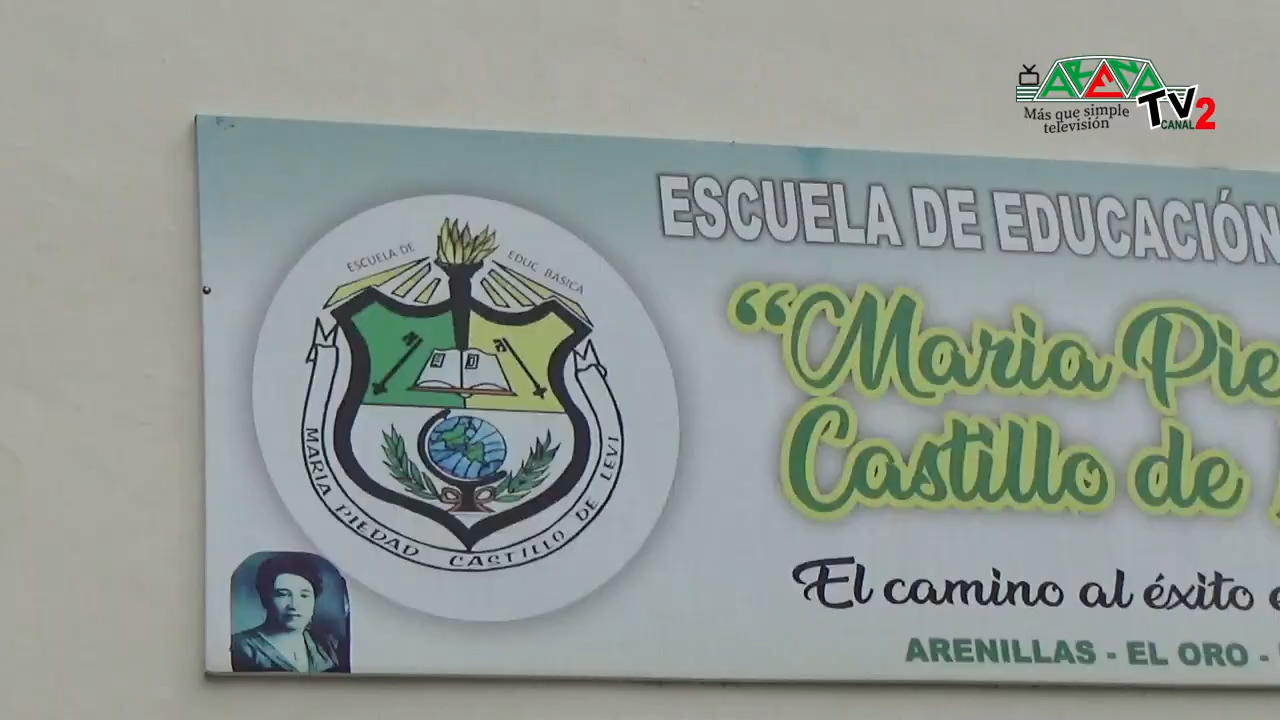 ARENA
TV
CANAL 2
Más que simple
televisión
ESCUELA DE EDUCACIÓN
"Maria Pie
Castillo de
El camino al éxito e
ARENILLAS - EL ORO -
ESCUELA DE EDUC BASICA
MARIA PIEDAD CASTILLO DE LEVI